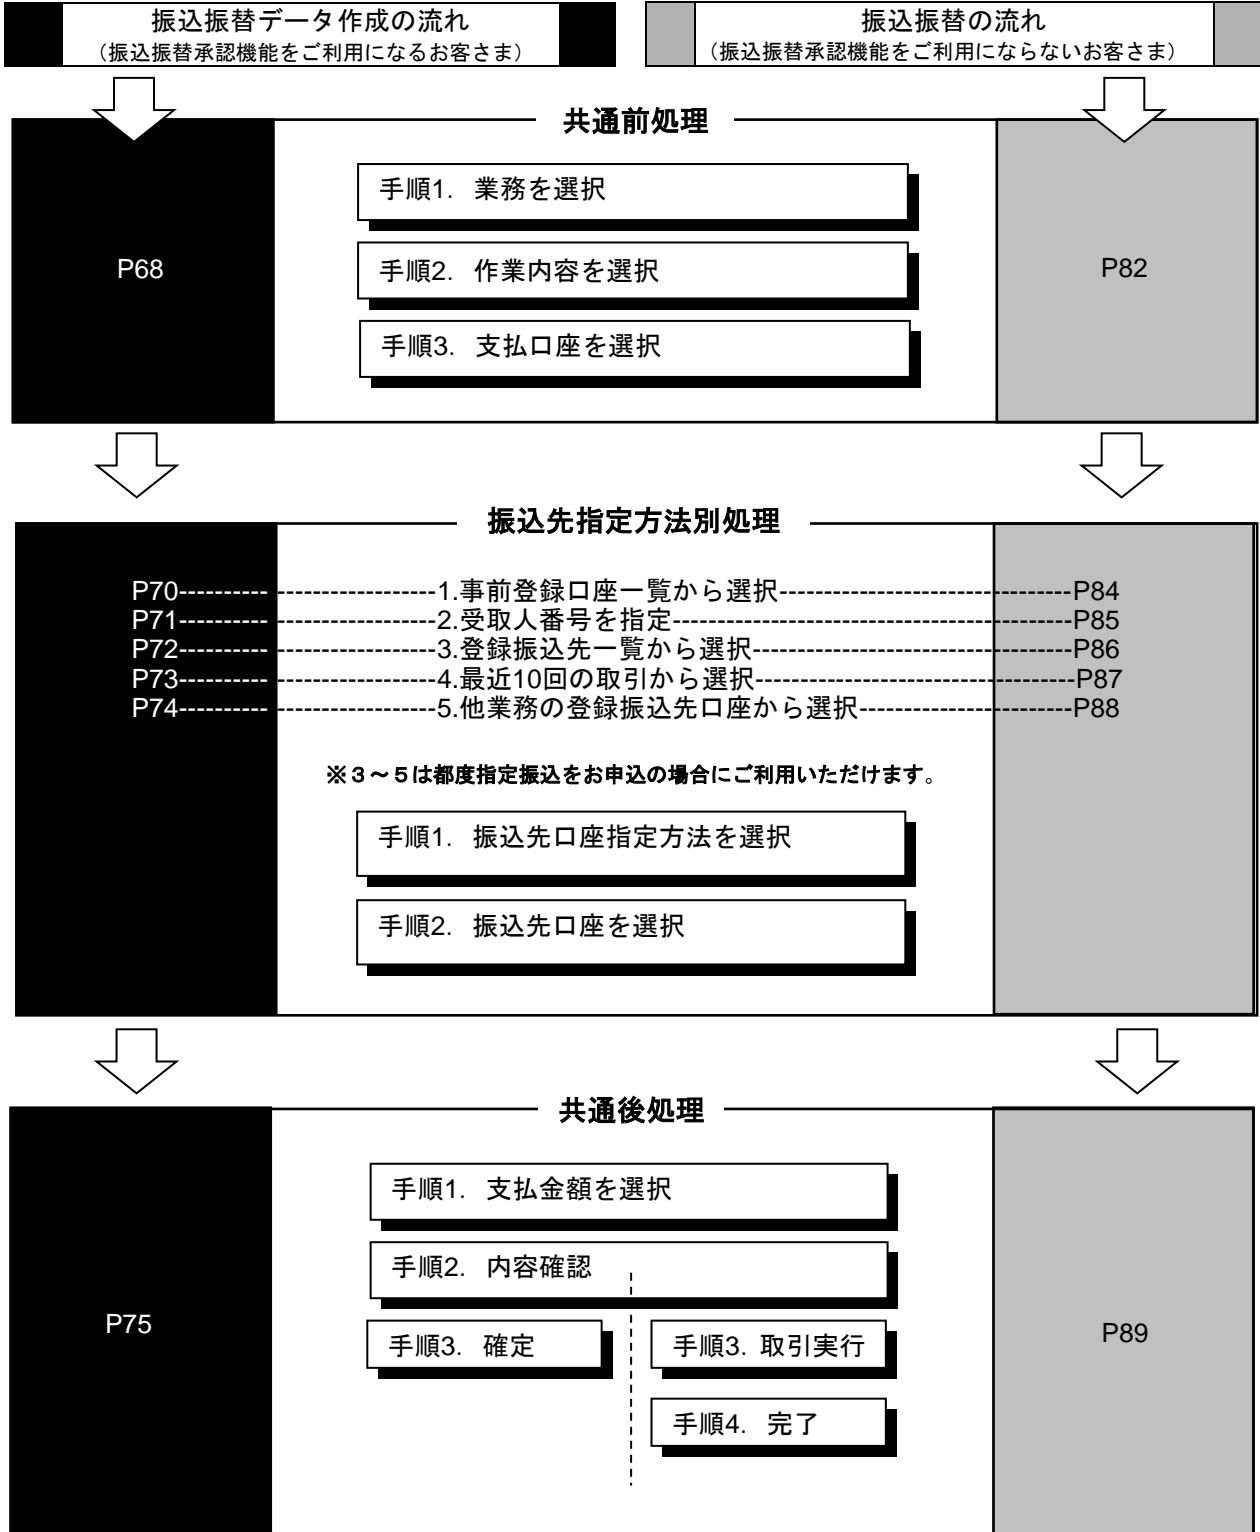 振込振替データ作成の流れ
（振込振替承認機能をご利用になるお客さま）
振込振替の流れ
（振込振替承認機能をご利用にならないお客さま）
共通前処理
手順1. 業務を選択
P68
手順2. 作業内容を選択
P82
手順3. 支払口座を選択
振込先指定方法別処理
P70---------- -----------------1.事前登録口座一覧から選択------------------------------P84
P71---------- -----------------2.受取人番号を指定-----------------------------------------P85
P72---------- -----------------3.登録振込先一覧から選択---------------------------------P86
P73---------- -----------------4.最近10回の取引から選択---------------------------------P87
P74---------- -----------------5.他業務の登録振込先口座から選択----------------------P88
※３～５は都度指定振込をお申込の場合にご利用いただけます。
手順1. 振込先口座指定方法を選択
手順2. 振込先口座を選択
共通後処理
手順1. 支払金額を選択
手順2. 内容確認
P75
手順3. 確定
手順3. 取引実行
P89
手順4. 完了